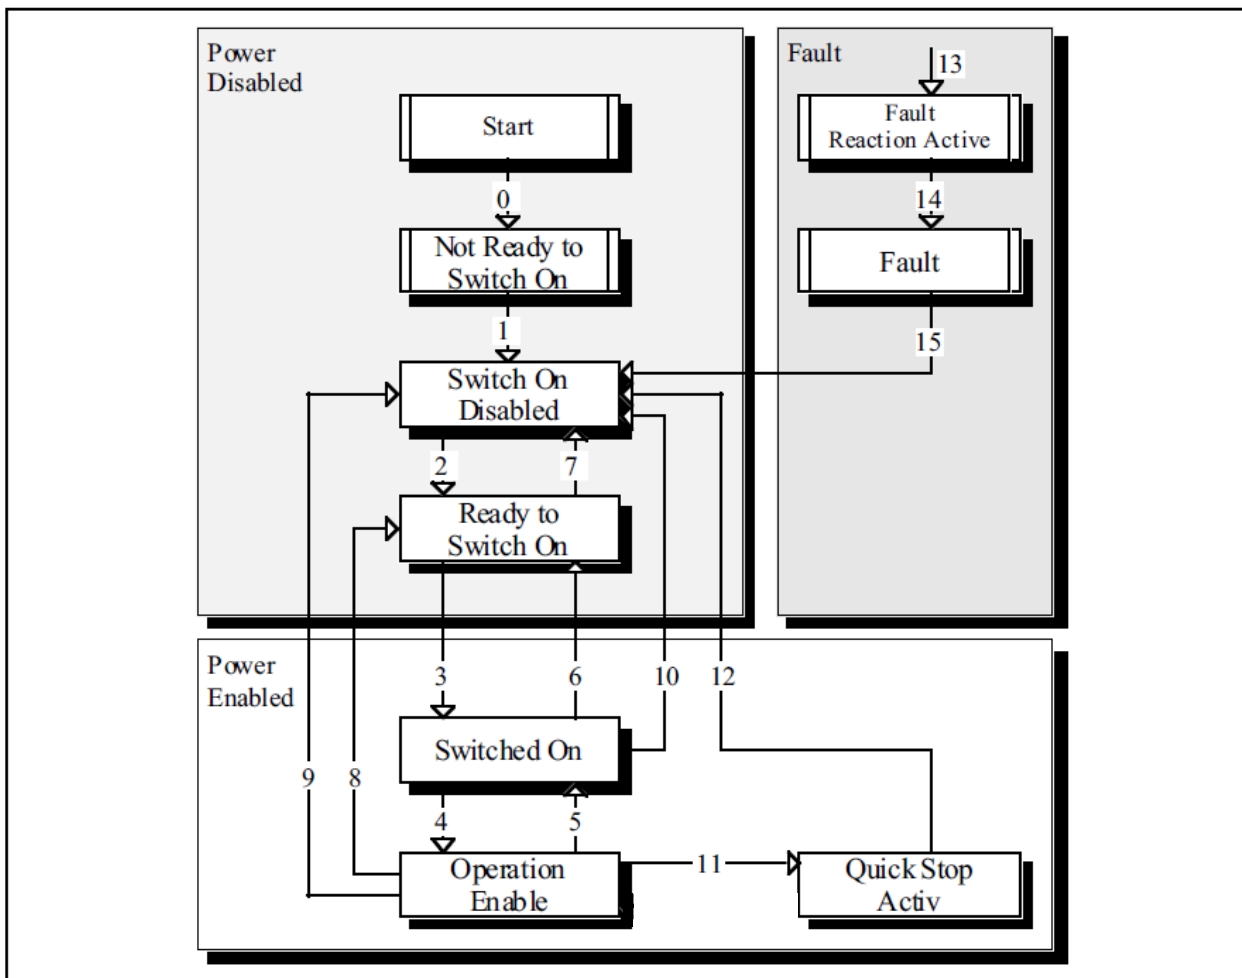 Power
Disabled
Fault
13
Start
Fault
Reaction Active
0
14
Not Ready to
Switch On
Fault
1
15
Switch On
Disabled
2
7
Ready to
Switch On
Power
Enabled
3
6
10
12
Switched On
9
8
4
5
11
Operation
Enable
Quick Stop
Activ